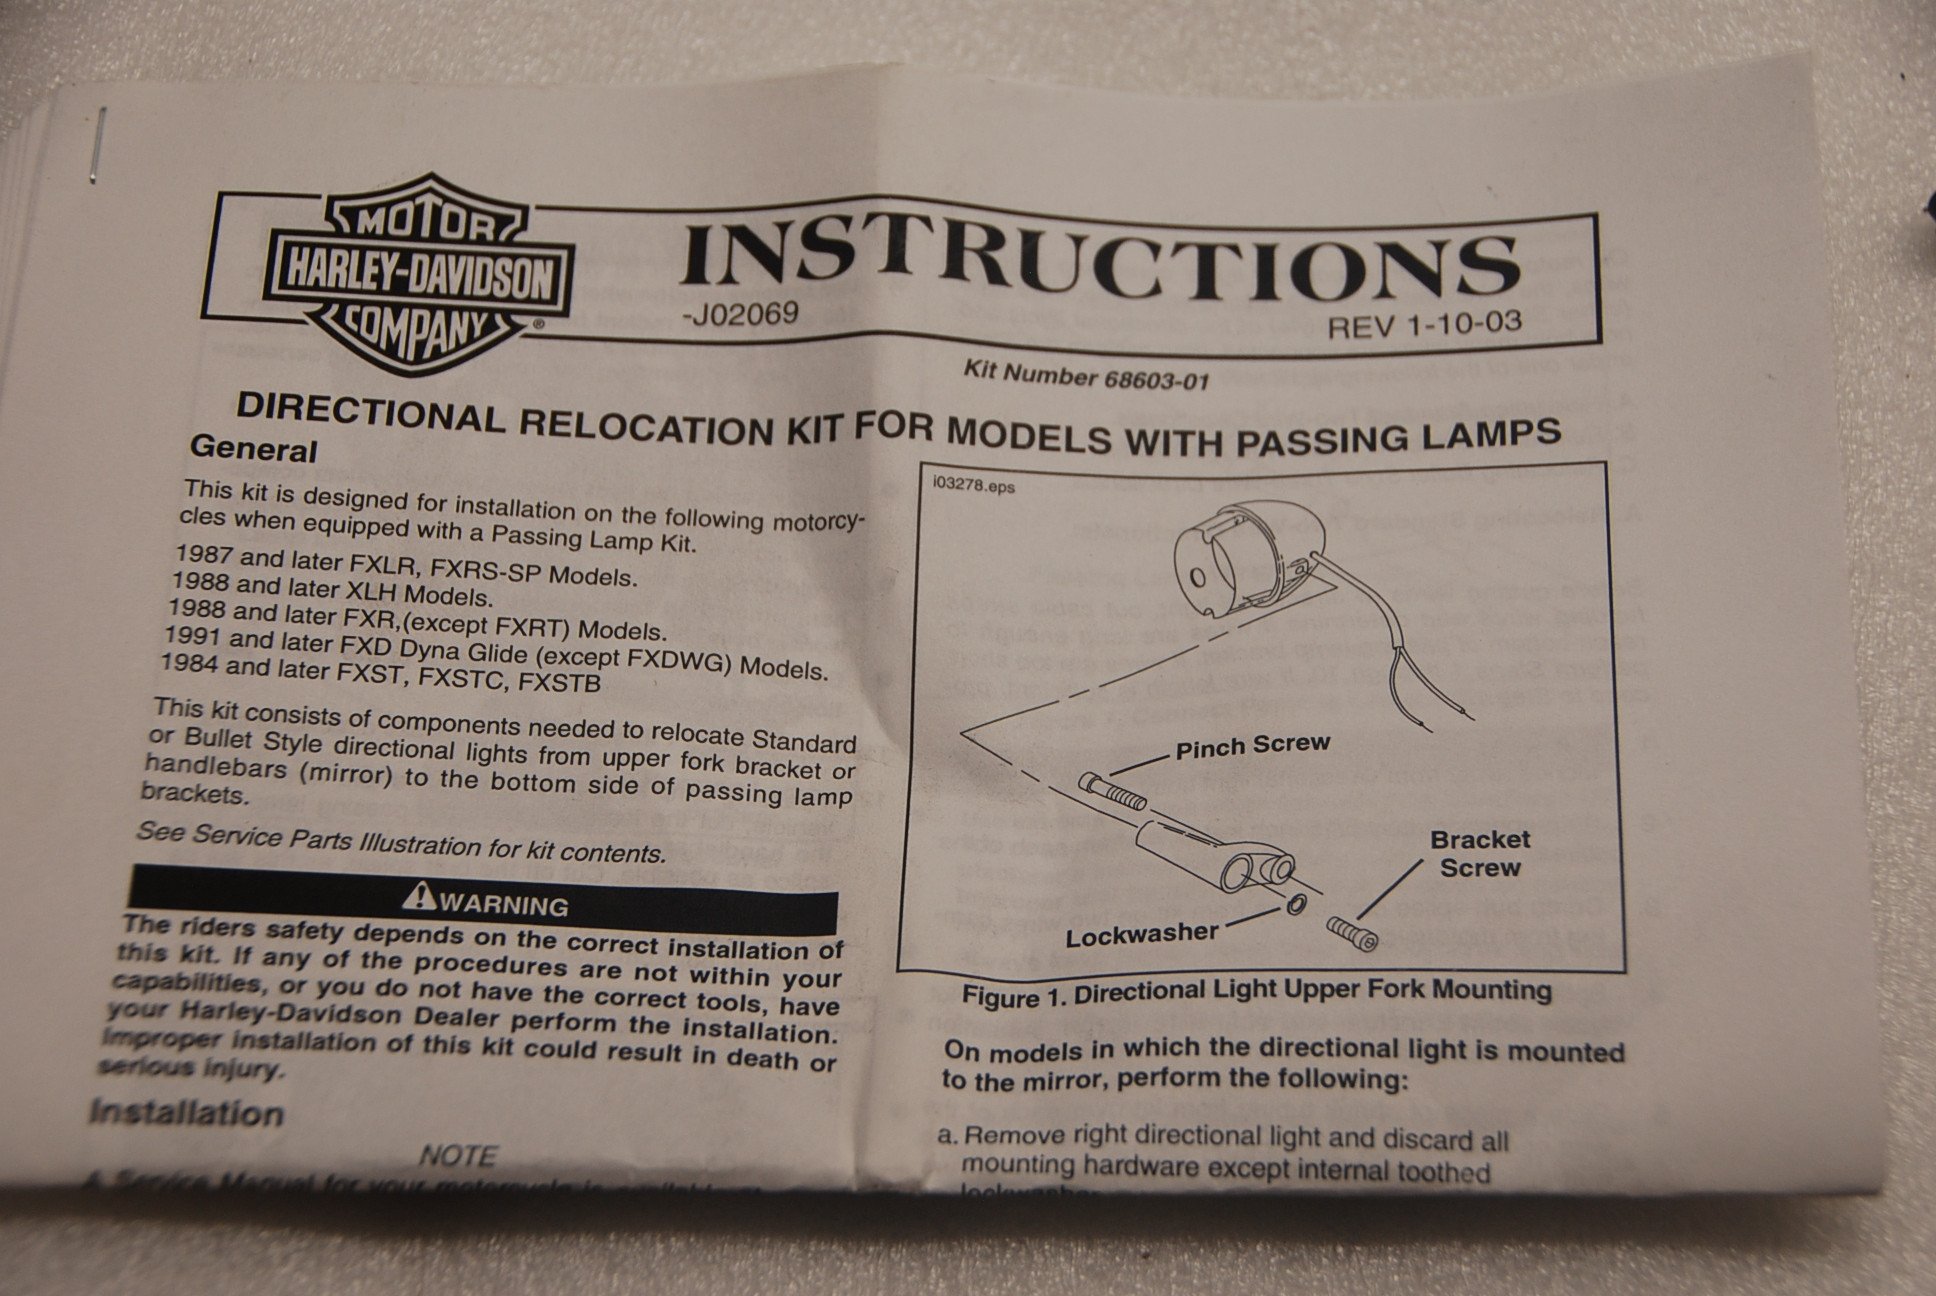 MOTOR
HARLEY-DAVIDSON
COMPANY
®
INSTRUCTIONS
-J02069
REV 1-10-03
Kit Number 68603-01
DIRECTIONAL RELOCATION KIT FOR MODELS WITH PASSING LAMPS
General
This kit is designed for installation on the following motorcy-
cles when equipped with a Passing Lamp Kit.
1987 and later FXLR, FXRS-SP Models.
1988 and later XLH Models.
1988 and later FXR,(except FXRT) Models.
1991 and later FXD Dyna Glide (except FXDWG) Models.
1984 and later FXST, FXSTC, FXSTB
This kit consists of components needed to relocate Standard
or Bullet Style directional lights from upper fork bracket or
handlebars (mirror) to the bottom side of passing lamp
brackets.
See Service Parts Illustration for kit contents.
WARNING
The riders safety depends on the correct installation of
this kit. If any of the procedures are not within your
capabilities, or you do not have the correct tools, have
your Harley-Davidson Dealer perform the installation.
Improper installation of this kit could result in death or
serious injury.
Installation
NOTE
A Service Manual for your motorcycle is
i03278.eps
Pinch Screw
Bracket
Screw
Lockwasher
Figure 1. Directional Light Upper Fork Mounting
On models in which the directional light is mounted
to the mirror, perform the following:
a. Remove right directional light and discard all
mounting hardware except internal toothed